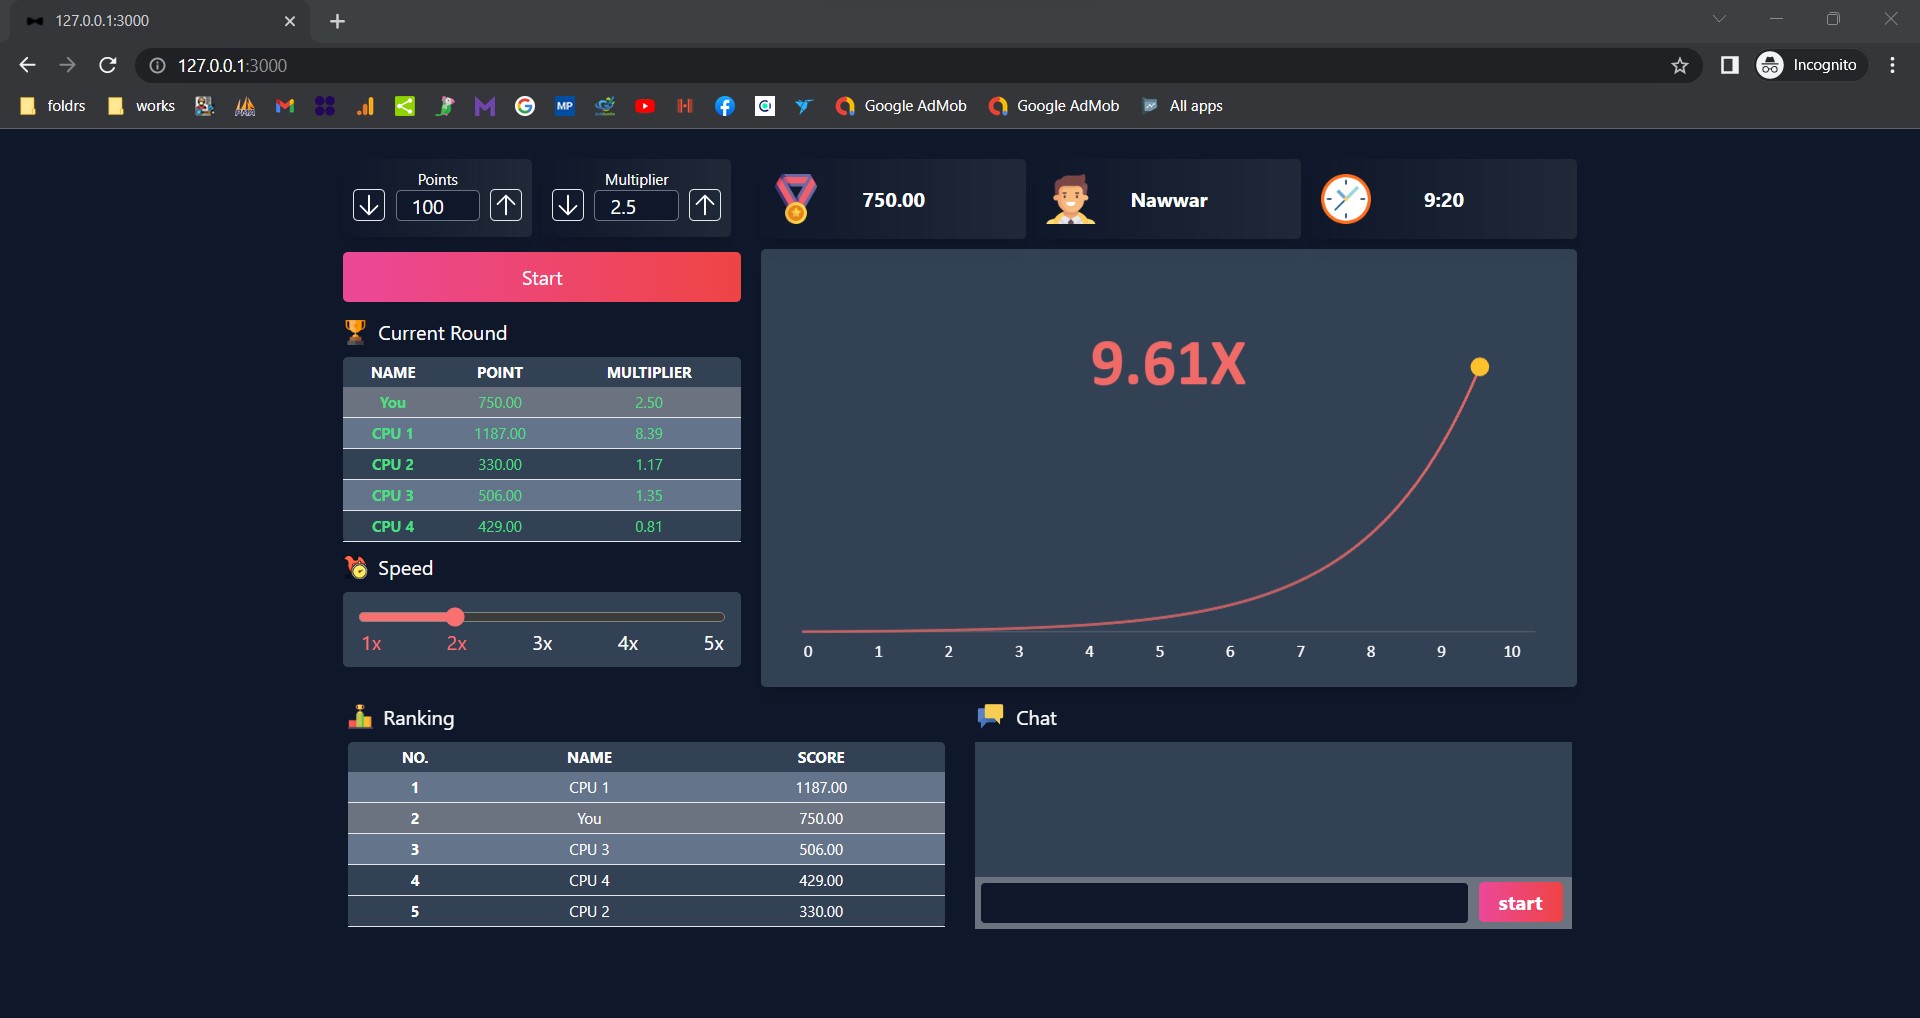 127.0.0.1:3000
127.0.0.1:3000
Incognito
foldrs works MP Google AdMob Google AdMob All apps
Points
100
Multiplier
2.5
750.00
Nawwar
9:20
Start
Current Round
NAME POINT MULTIPLIER
You 750.00 2.50
CPU 1 1187.00 8.39
CPU 2 330.00 1.17
CPU 3 506.00 1.35
CPU 4 429.00 0.81
Speed
1x 2x 3x 4x 5x
9.61X
0 1 2 3 4 5 6 7 8 9 10
Ranking
NO. NAME SCORE
1 CPU 1 1187.00
2 You 750.00
3 CPU 3 506.00
4 CPU 4 429.00
5 CPU 2 330.00
Chat
start